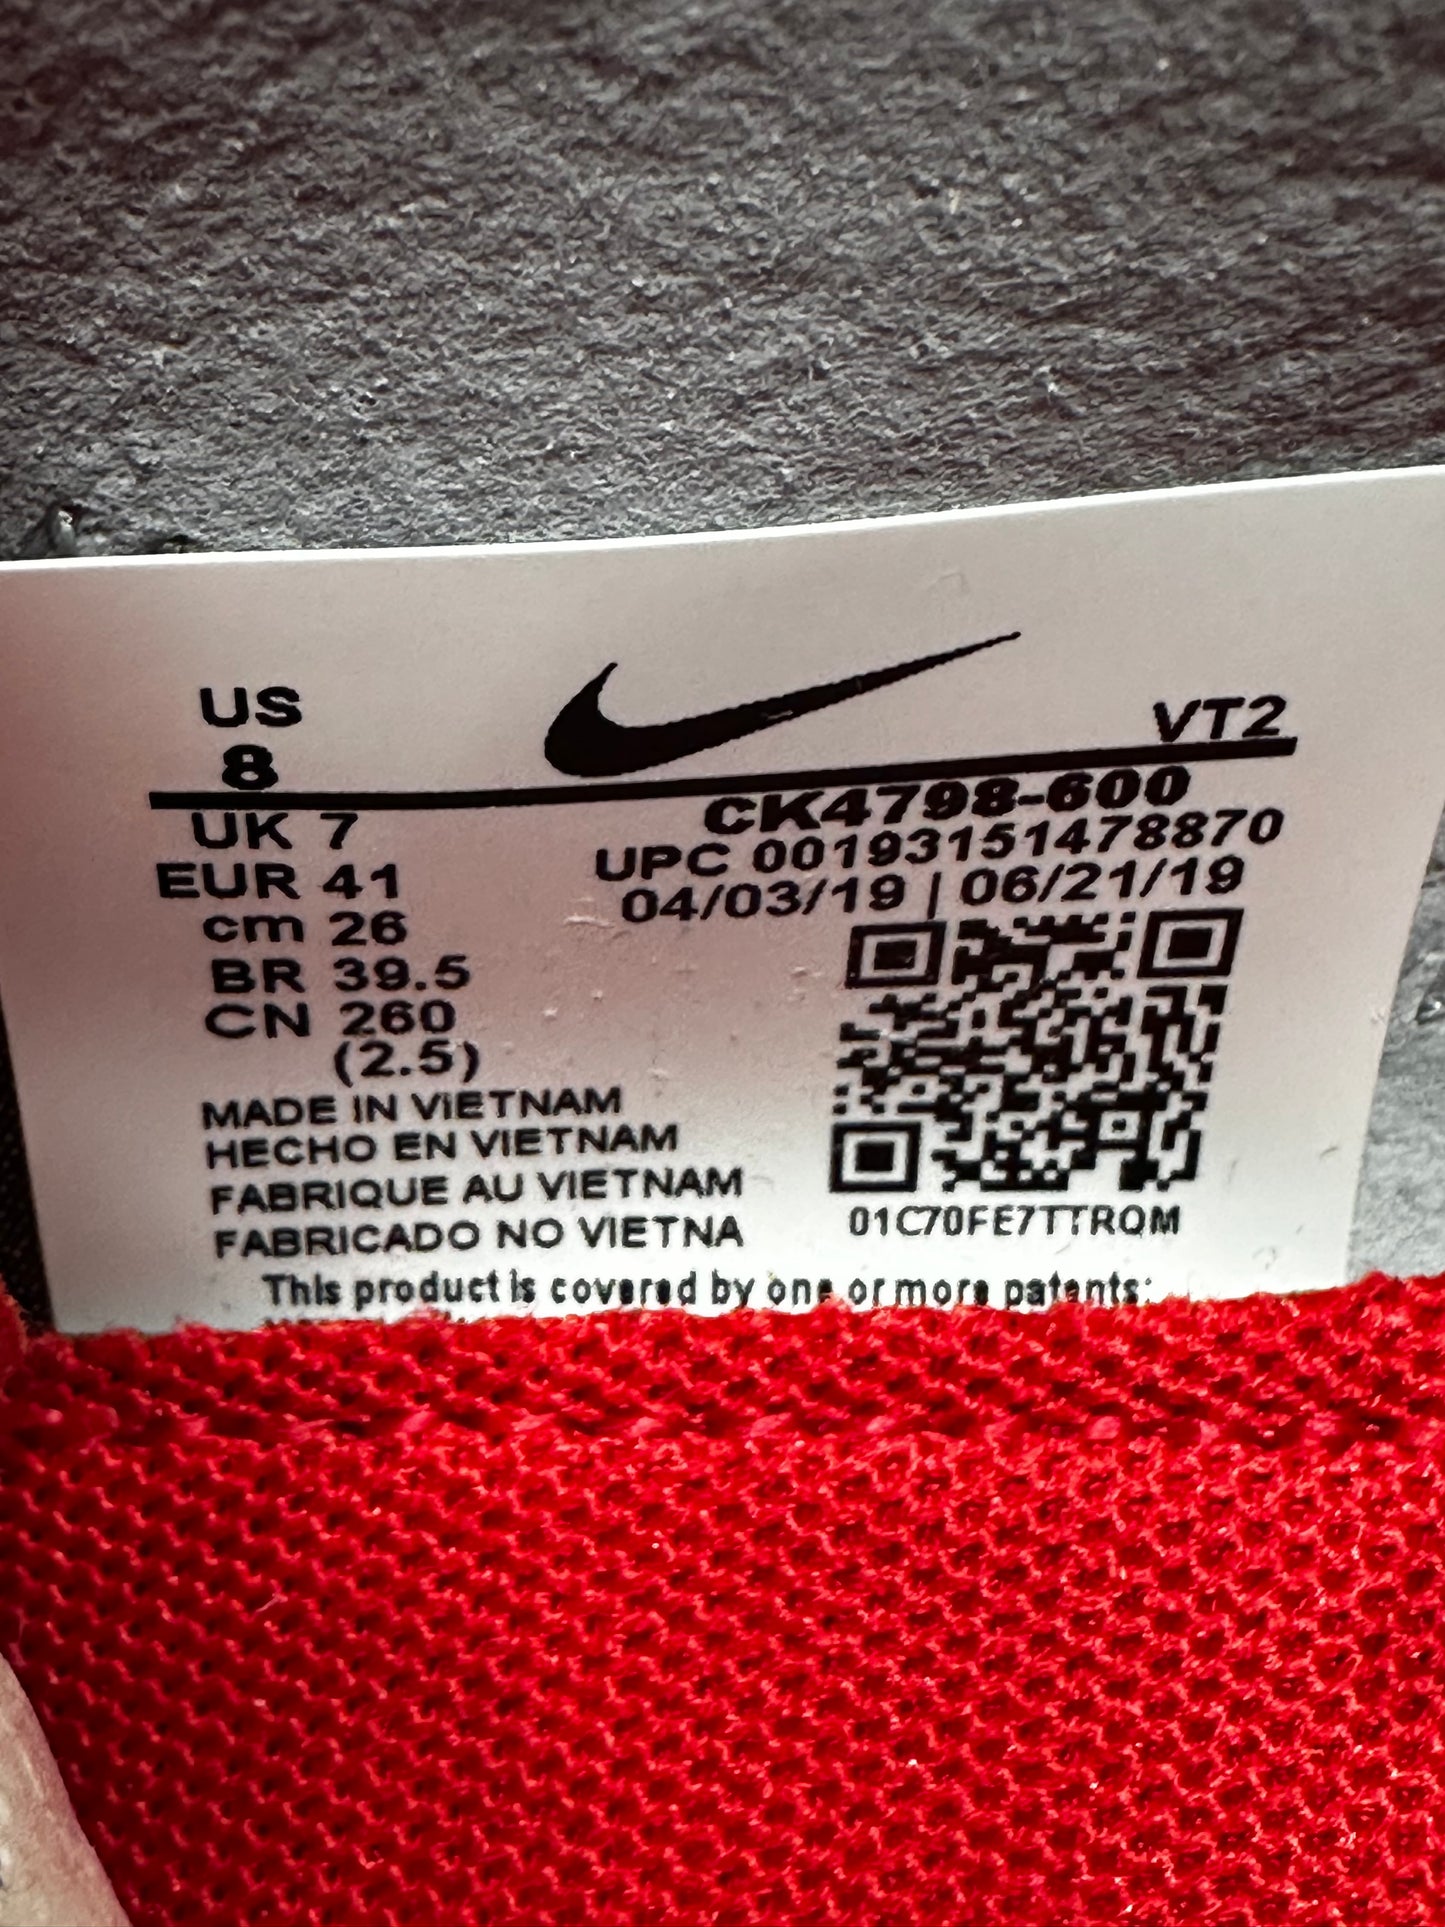 US
8
VT2
UK 7
EUR 41
cm 26
BR 39.5
CN 260
(2.5)
CK4798-600
UPC 00193151478870
04/03/19 | 06/21/19
01C70FE7TTRQM
MADE IN VIETNAM
HECHO EN VIETNAM
FABRIQUE AU VIETNAM
FABRICADO NO VIETNA
This product is covered by one or more patents: